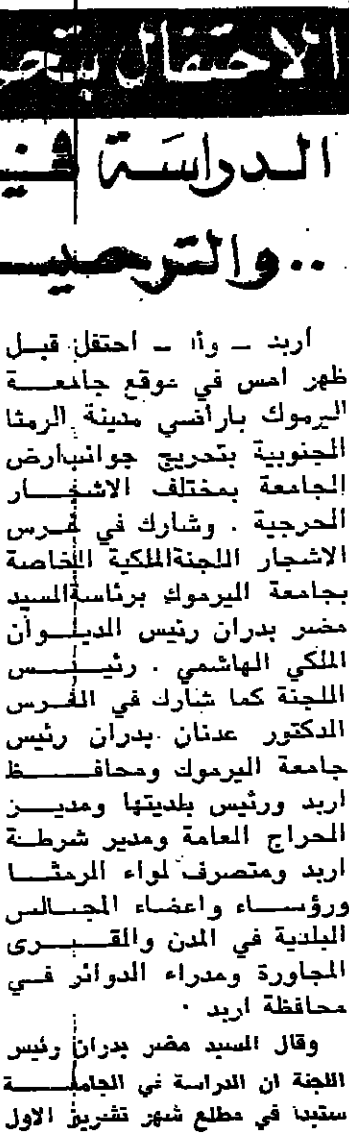 الاحتفال بتحر
الدراسة في
..والترحيب
اربد ــ وأا ــ احتفل قبل
ظهر امس في موقع جامعة
اليرموك باراضي مدينة الرمثا
الجنوبية بتحريج جوانب ارض
الجامعة بمختلف الاشجار
الحرجية . وشارك في غرس
الاشجار اللجنة الملكية الخاصة
بجامعة اليرموك برئاسة السيد
مضر بدران رئيس الديوان
الملكي الهاشمي . رئيس
اللجنة كما شارك في الغرس
الدكتور عدنان بدران رئيس
جامعة اليرموك ومحافظ
اربد ورئيس بلديتها ومدير
الحراج العامة ومدير شرطة
اربد ومتصرف لواء الرمثا
ورؤساء واعضاء المجالس
البلدية في المدن والقرى
المجاورة ومدراء الدوائر في
محافظة اربد .
وقال السيد مضر بدران رئيس
اللجنة ان الدراسة في الجامعة
ستبدا في مطلع شهر تشرين الاول